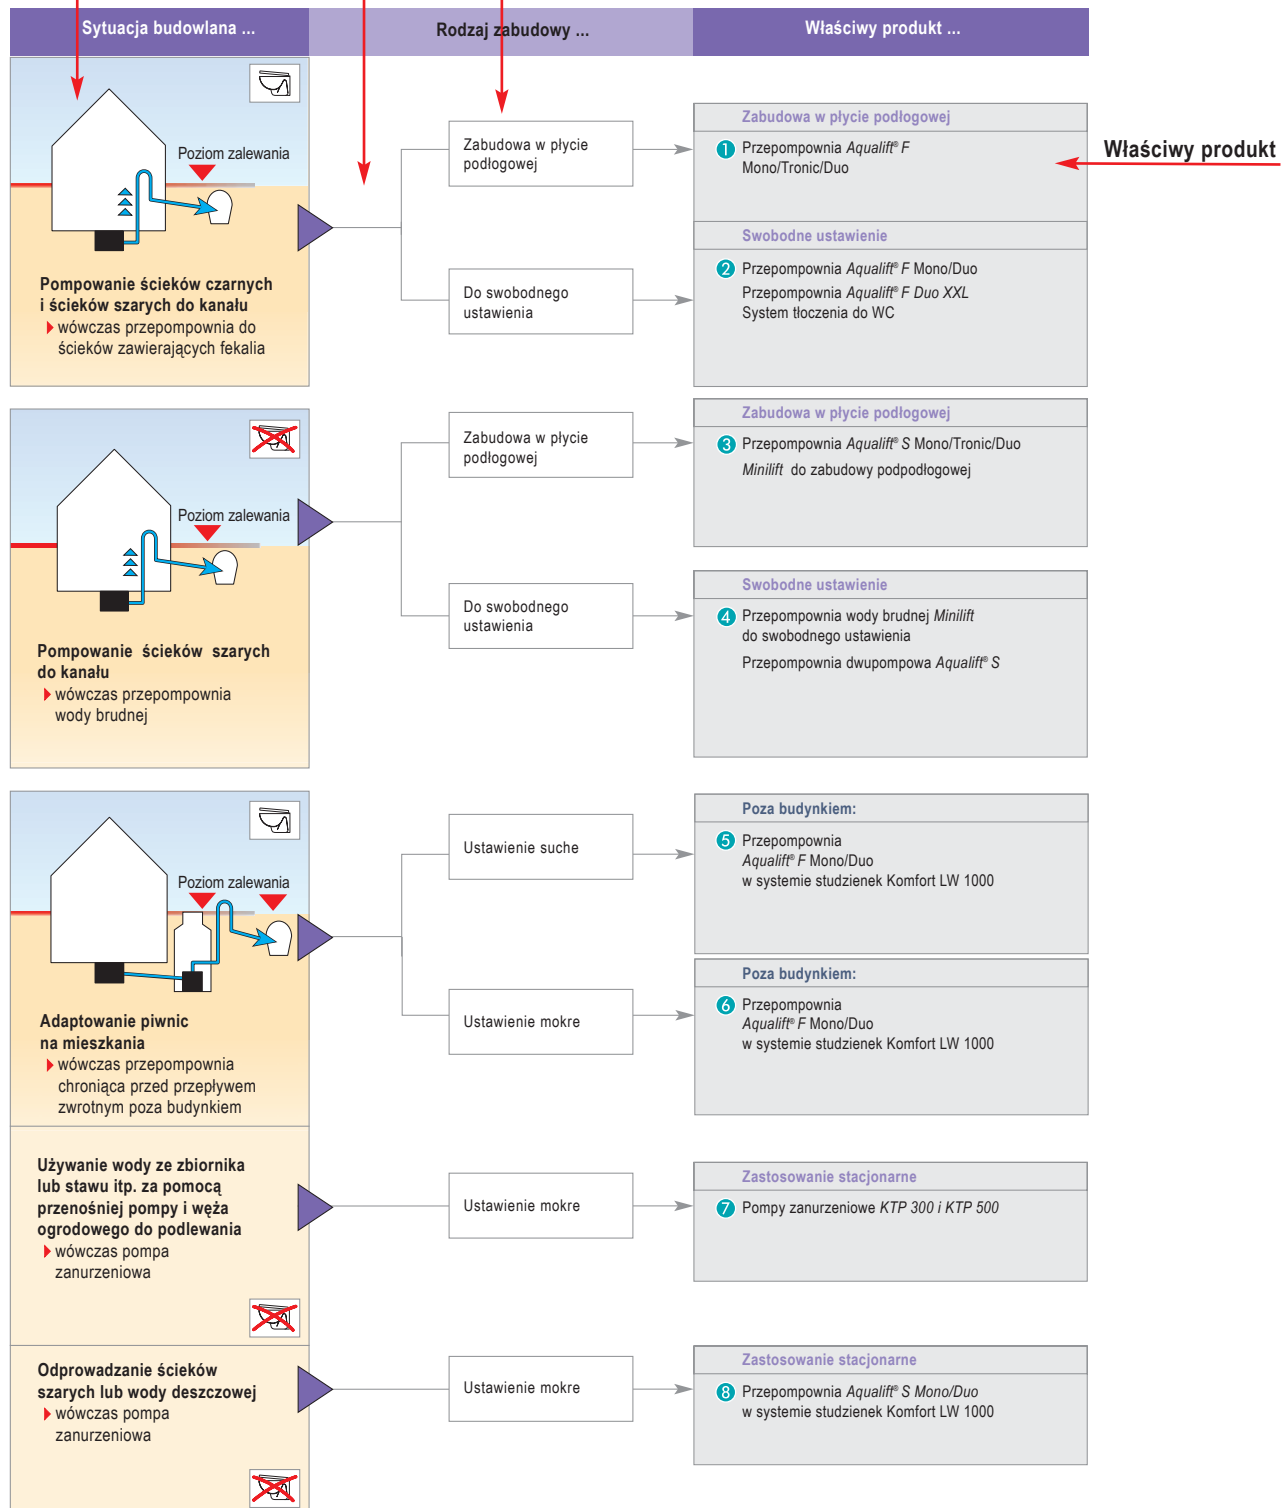 Sytuacja budowlana ...
Rodzaj zabudowy ...
Właściwy produkt ...
Poziom zalewania
Pompowanie ścieków czarnych
i ścieków szarych do kanału
wówczas przepompownia do
ścieków zawierających fekalia
Zabudowa w płycie
podłogowej
Do swobodnego
ustawienia
Zabudowa w płycie podłogowej
1 Przepompownia Aqualift® F
Mono/Tronic/Duo
Swobodne ustawienie
2 Przepompownia Aqualift® F Mono/Duo
Przepompownia Aqualift® F Duo XXL
System tłoczenia do WC
Właściwy produkt
Poziom zalewania
Pompowanie ścieków szarych
do kanału
wówczas przepompownia
wody brudnej
Zabudowa w płycie
podłogowej
Do swobodnego
ustawienia
Zabudowa w płycie podłogowej
3 Przepompownia Aqualift® S Mono/Tronic/Duo
Minilift do zabudowy podpodłogowej
Swobodne ustawienie
4 Przepompownia wody brudnej Minilift
do swobodnego ustawienia
Przepompownia dwupompowa Aqualift® S
Poziom zalewania
Adaptowanie piwnic
na mieszkania
wówczas przepompownia
chroniąca przed przepływem
zwrotnym poza budynkiem
Ustawienie suche
Ustawienie mokre
Poza budynkiem:
5 Przepompownia
Aqualift® F Mono/Duo
w systemie studzienek Komfort LW 1000
Poza budynkiem:
6 Przepompownia
Aqualift® F Mono/Duo
w systemie studzienek Komfort LW 1000
Używanie wody ze zbiornika
lub stawu itp. za pomocą
przenośniej pompy i węża
ogrodowego do podlewania
wówczas pompa
zanurzeniowa
Ustawienie mokre
Zastosowanie stacjonarne
7 Pompy zanurzeniowe KTP 300 i KTP 500
Odprowadzanie ścieków
szarych lub wody deszczowej
wówczas pompa
zanurzeniowa
Ustawienie mokre
Zastosowanie stacjonarne
8 Przepompownia Aqualift® S Mono/Duo
w systemie studzienek Komfort LW 1000